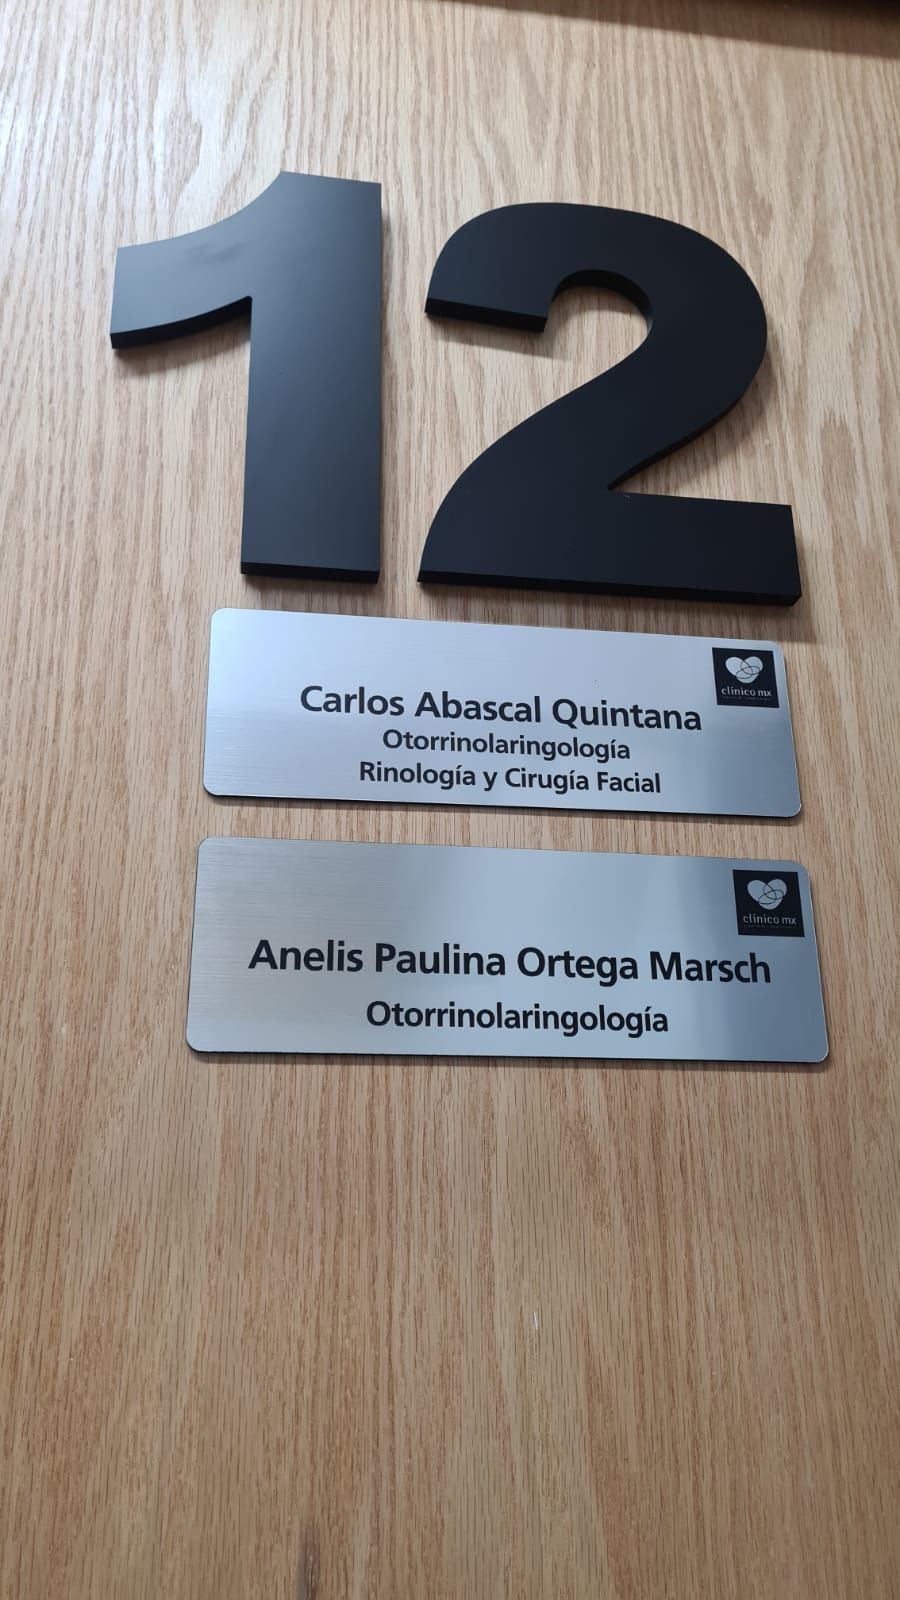 12
clínico mx
Carlos Abascal Quintana
Otorrinolaringología
Rinología y Cirugía Facial
clínico mx
Anelis Paulina Ortega Marsch
Otorrinolaringología